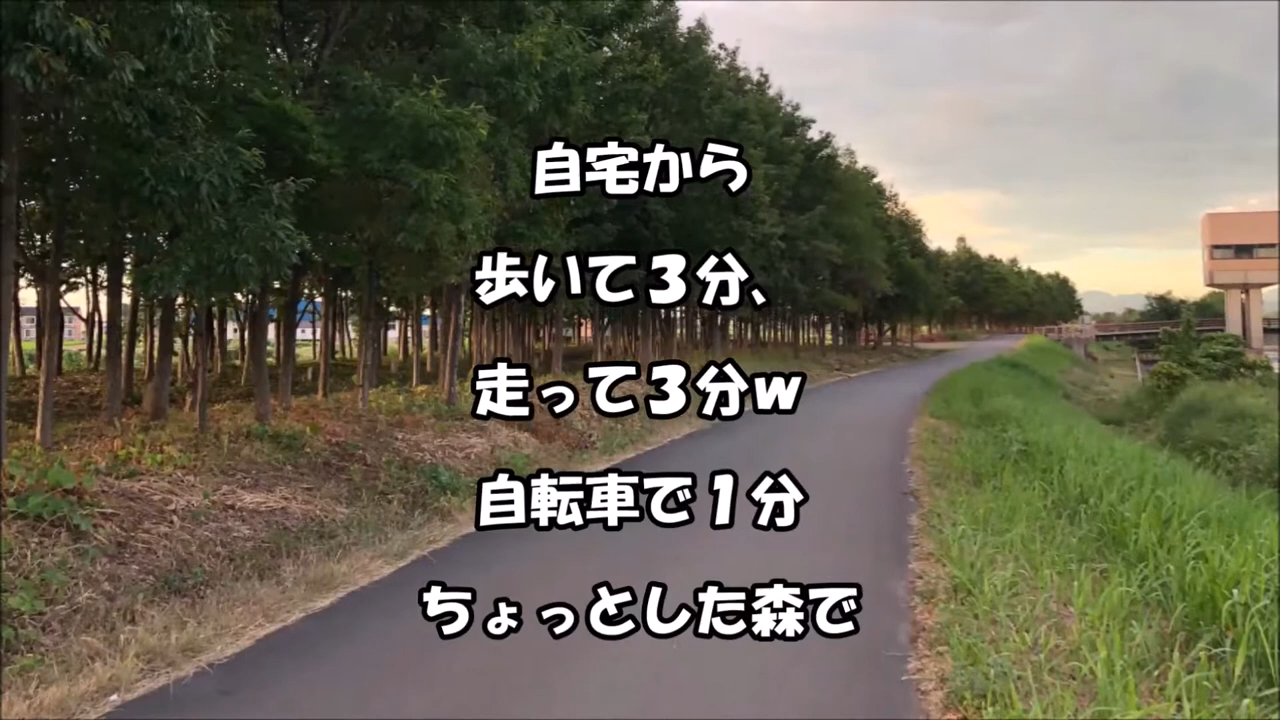 自宅から
歩いて３分、
走って３分w
自転車で１分
ちょっとした森で